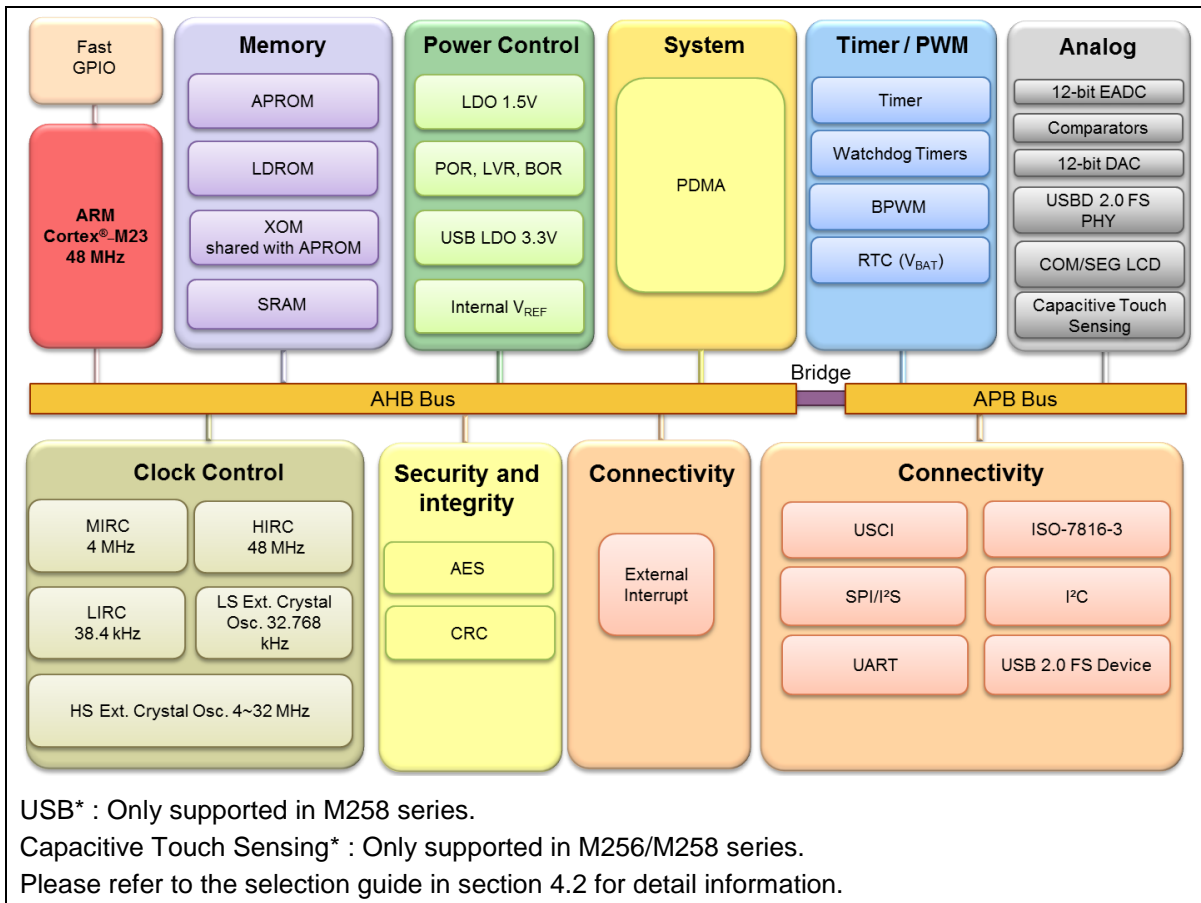 Fast
GPIO
ARM
Cortex®-M23
48 MHz
Memory
APROM
LDROM
XOM
shared with APROM
SRAM
Power Control
LDO 1.5V
POR, LVR, BOR
USB LDO 3.3V
Internal VREF
System
PDMA
Timer / PWM
Timer
Watchdog Timers
BPWM
RTC (VBAT)
Analog
12-bit EADC
Comparators
12-bit DAC
USBD 2.0 FS
PHY
COM/SEG LCD
Capacitive Touch
Sensing
AHB Bus
Bridge
APB Bus
Clock Control
MIRC
4 MHz
HIRC
48 MHz
LIRC
38.4 kHz
LS Ext. Crystal
Osc. 32.768
kHz
HS Ext. Crystal Osc. 4~32 MHz
Security and
integrity
AES
CRC
Connectivity
External
Interrupt
Connectivity
USCI
ISO-7816-3
SPI/I²S
I²C
UART
USB 2.0 FS Device
USB* : Only supported in M258 series.
Capacitive Touch Sensing* : Only supported in M256/M258 series.
Please refer to the selection guide in section 4.2 for detail information.